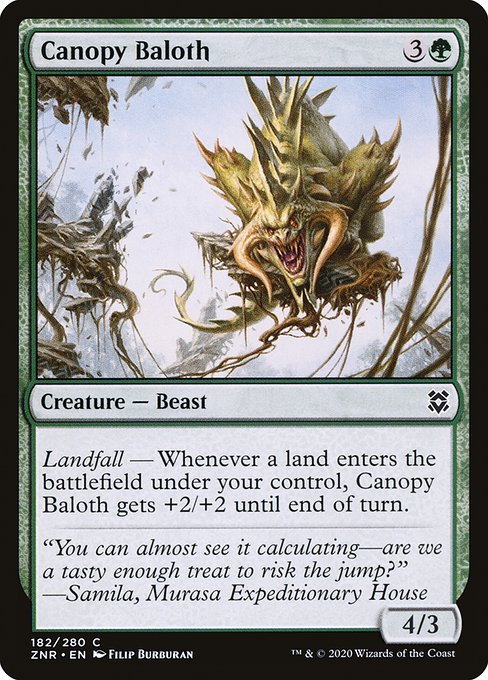 Canopy Baloth 3
Creature — Beast
Landfall — Whenever a land enters the
battlefield under your control, Canopy
Baloth gets +2/+2 until end of turn.
“You can almost see it calculating—are we
a tasty enough treat to risk the jump?”
—Samila, Murasa Expeditionary House
4/3
182/280 C
ZNR • EN Filip Burburan
™ & © 2020 Wizards of the Coast